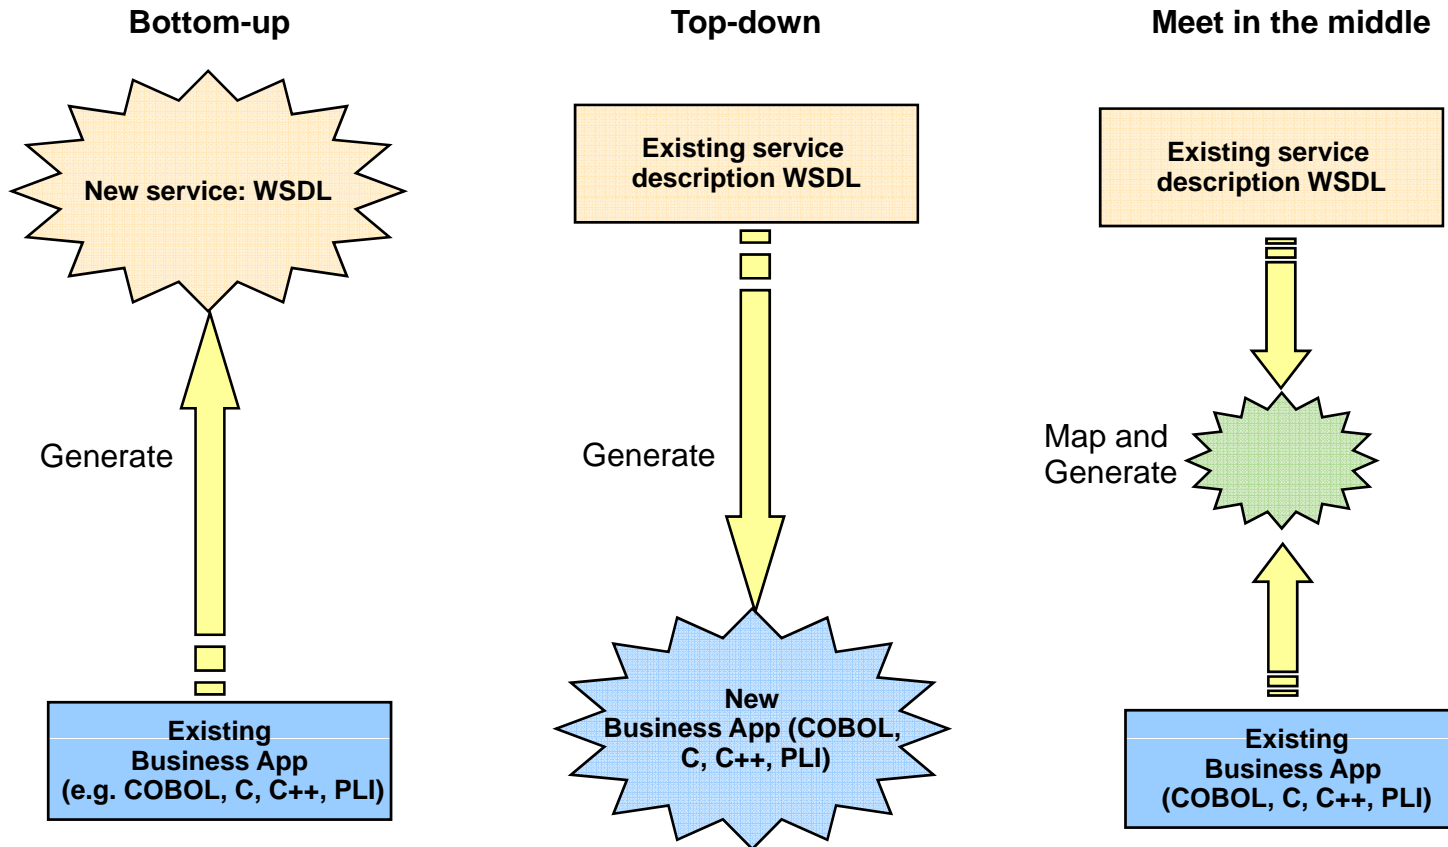 Bottom-up
New service: WSDL
Generate
Existing
Business App
(e.g. COBOL, C, C++, PLI)
Top-down
Existing service
description WSDL
Generate
New
Business App (COBOL,
C, C++, PLI)
Meet in the middle
Existing service
description WSDL
Map and
Generate
Existing
Business App
(COBOL, C, C++, PLI)